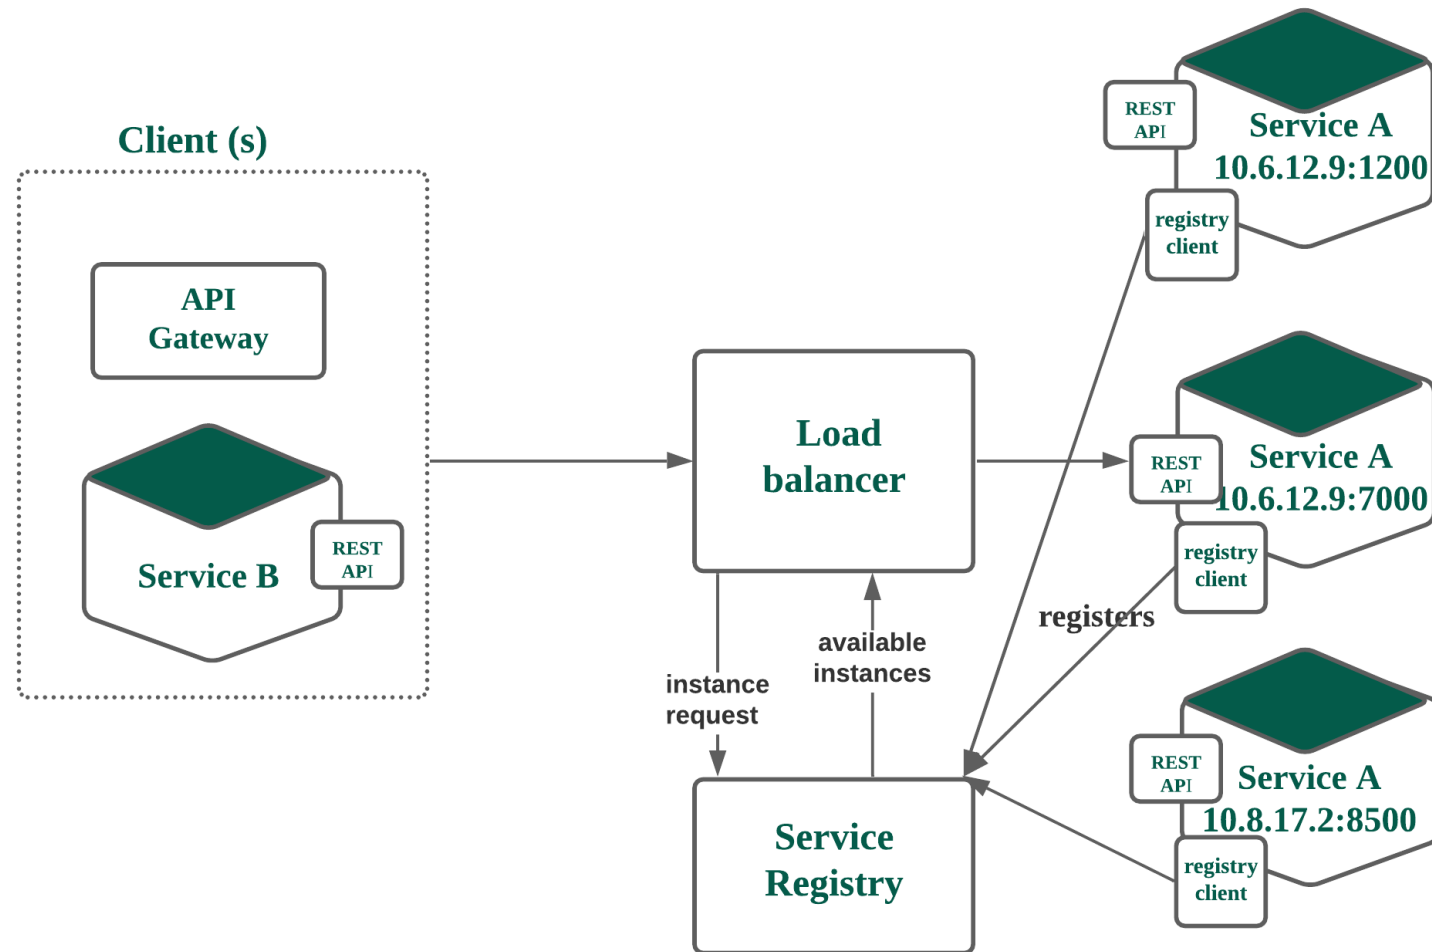 Client (s)
API
Gateway
Service B
REST
API
Load
balancer
instance
request
available
instances
Service
Registry
registers
REST
API
Service A
10.6.12.9:1200
registry
client
REST
API
Service A
10.6.12.9:7000
registry
client
REST
API
Service A
10.8.17.2:8500
registry
client